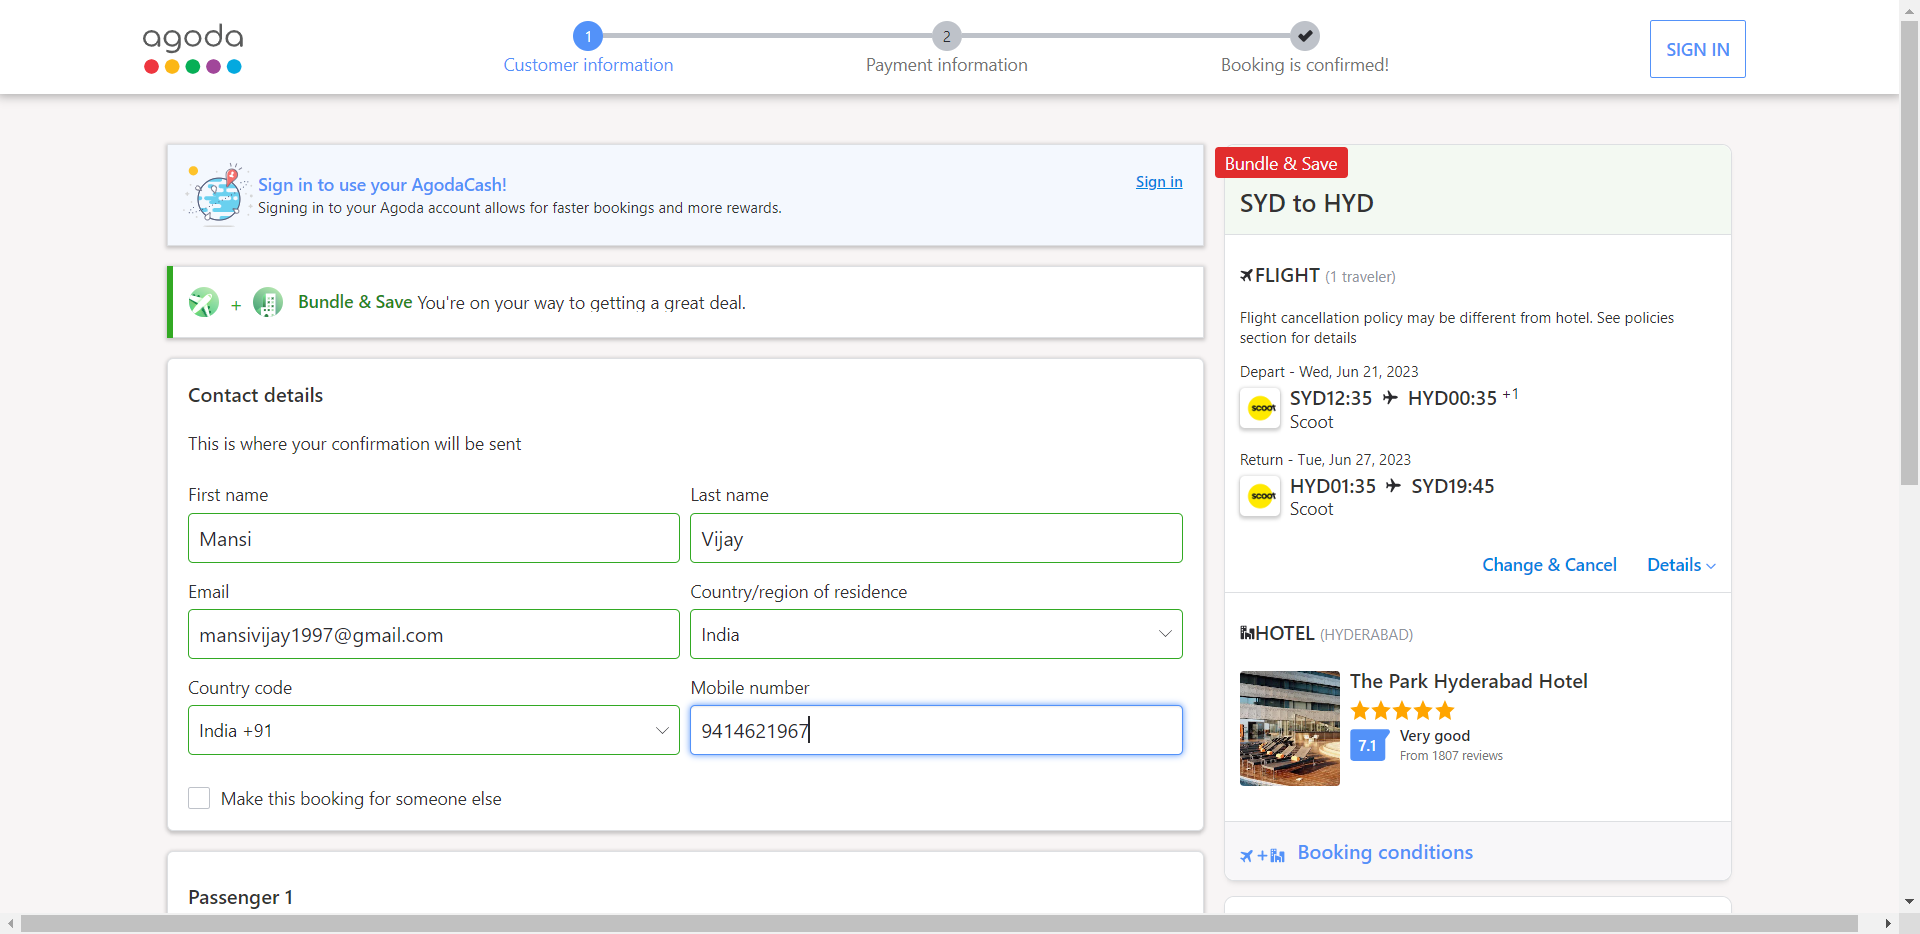 agoda
1
Customer information
2
Payment information
Booking is confirmed!
SIGN IN
Sign in to use your AgodaCash!
Signing in to your Agoda account allows for faster bookings and more rewards.
Sign in
+
Bundle & Save You're on your way to getting a great deal.
Contact details
This is where your confirmation will be sent
First name
Last name
Mansi
Vijay
Email
Country/region of residence
mansivijay1997@gmail.com
India
Country code
Mobile number
India +91
9414621967
Make this booking for someone else
Passenger 1
Bundle & Save
SYD to HYD
FLIGHT (1 traveler)
Flight cancellation policy may be different from hotel. See policies
section for details
Depart - Wed, Jun 21, 2023
scoot
SYD12:35 HYD00:35 +1
Scoot
Return - Tue, Jun 27, 2023
scoot
HYD01:35 SYD19:45
Scoot
Change & Cancel
Details
HOTEL (HYDERABAD)
The Park Hyderabad Hotel
7.1
Very good
From 1807 reviews
+
Booking conditions